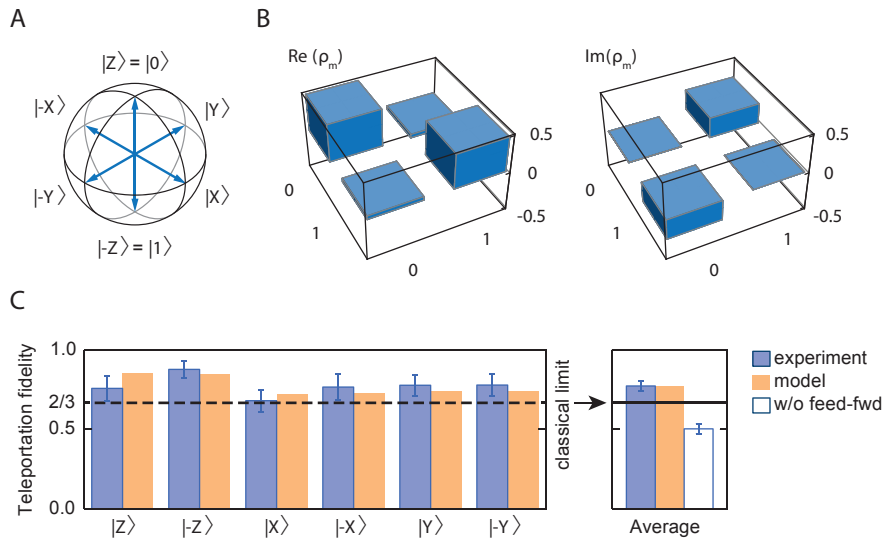 A
|Z⟩ = |0⟩
|-X⟩
|Y⟩
|-Y⟩
|X⟩
|-Z⟩ = |1⟩
B
Re (ρm)
0.5
0
-0.5
0
1
0
1
Im(ρm)
0.5
0
-0.5
0
1
0
1
C
Teleportation fidelity
1.0
2/3
0.5
0.0
|Z⟩
|-Z⟩
|X⟩
|-X⟩
|Y⟩
|-Y⟩
classical limit
Average
experiment
model
w/o feed-fwd